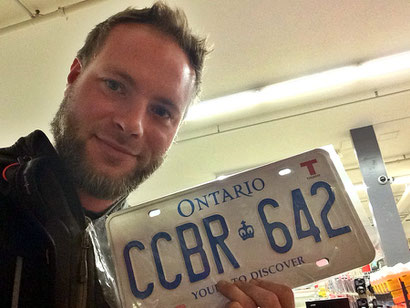 ONTARIO
T
CCBR 642
YOURS TO DISCOVER